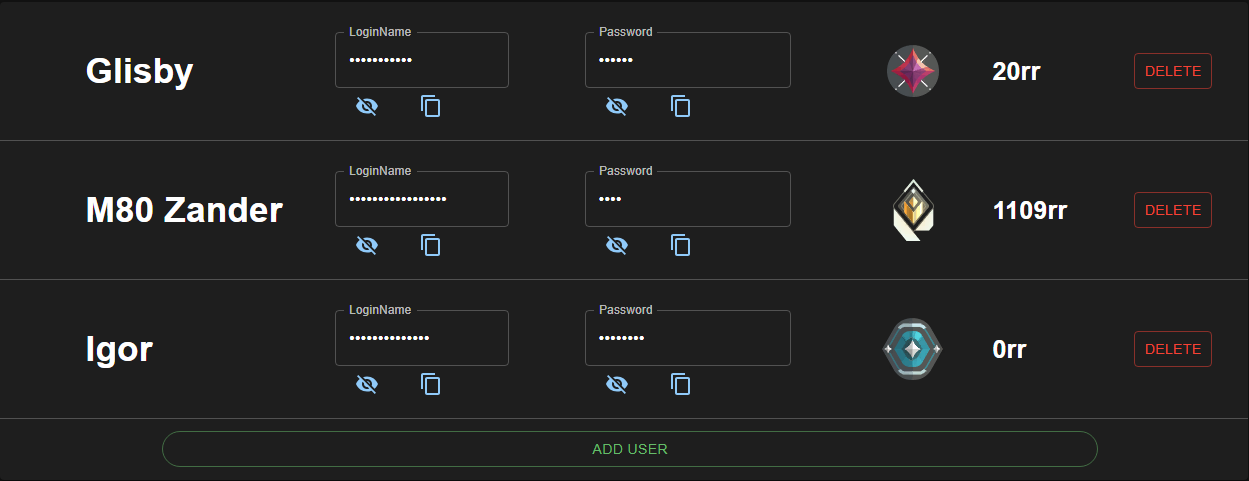 LoginName Password
Glisby ••••••••••• •••••• 20rr DELETE
LoginName Password
M80 Zander ••••••••••••••••• •••• 1109rr DELETE
LoginName Password
Igor •••••••••••••• •••••••• 0rr DELETE
ADD USER